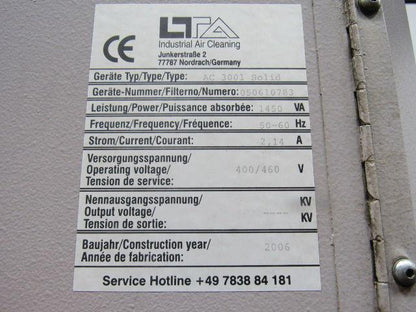 CE
LTA
Industrial Air Cleaning
Junkerstraße 2
77787 Nordrach/Germany
Geräte Typ/Type/Type: AC 3001 Solid
Geräte-Nummer/Filterno/Numero: 050610783
Leistung/Power/Puissance absorbée: 1450 VA
Frequenz/Frequency/Fréquence: 50-60 Hz
Strom/Current/Courant: 2,14 A
Versorgungsspannung/
Operating voltage/ 400/460 V
Tension de service:
Nennausgangsspannung/ KV
Output voltage/ ----
Tension de sortie: KV
Baujahr/Construction year/ 2006
Année de fabrication:
Service Hotline +49 7838 84 181